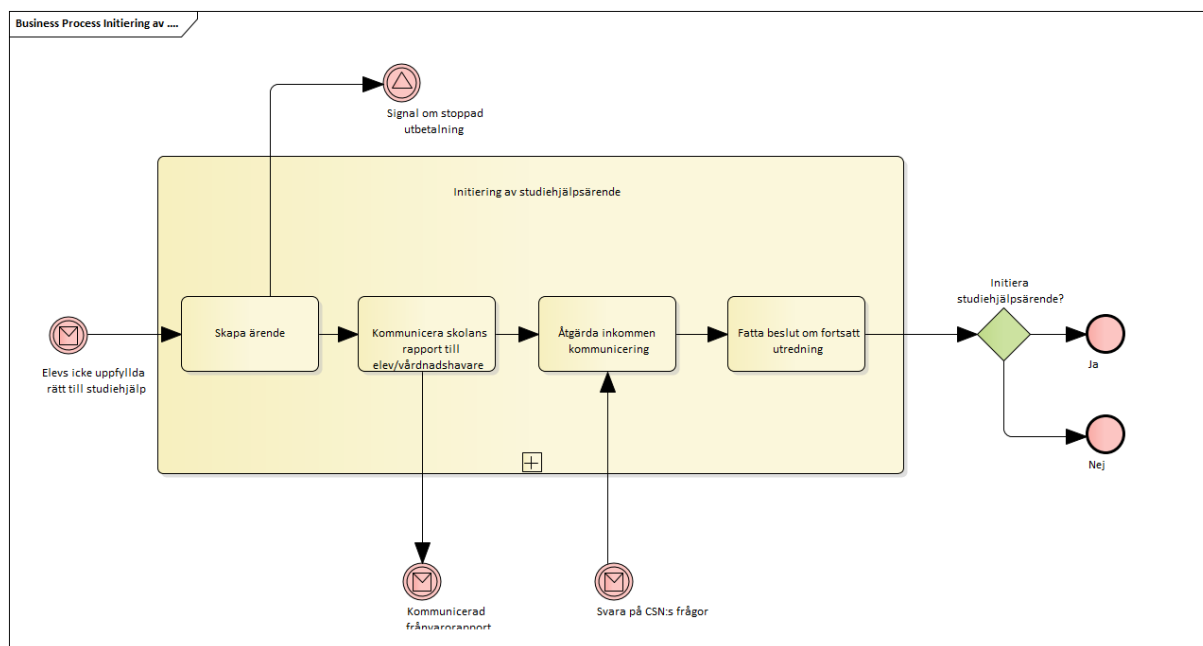 Business Process Initiering av ....
Signal om stoppad
utbetalning
Initiering av studiehjälpsärende
Initiera
studiehjälpsärende?
Skapa ärende
Kommunicera skolans
rapport till
elev/vårdnadshavare
Åtgärda inkommen
kommunicering
Fatta beslut om fortsatt
utredning
Elevs icke uppfyllda
rätt till studiehjälp
Ja
Nej
Kommunicerad
frånvarorapport
Svara på CSN:s frågor